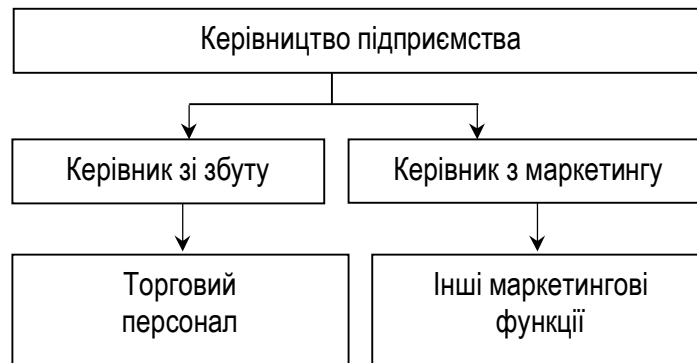 Керівництво підприємства
Керівник зі збуту
Керівник з маркетингу
Торговий
персонал
Інші маркетингові
функції